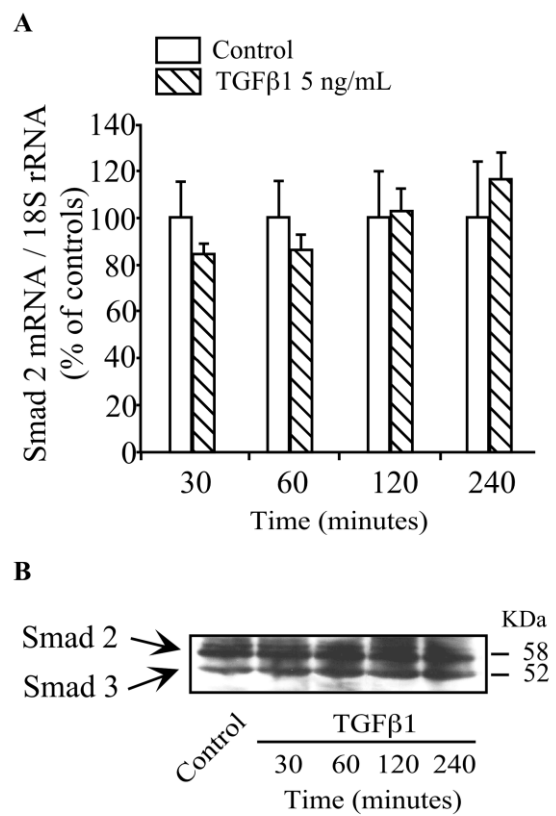 A
Control
TGFβ1 5 ng/mL
Smad 2 mRNA / 18S rRNA
(% of controls)
140
120
100
80
60
40
20
0
30 60 120 240
Time (minutes)
B
KDa
Smad 2
58
Smad 3
52
Control
TGFβ1
30 60 120 240
Time (minutes)